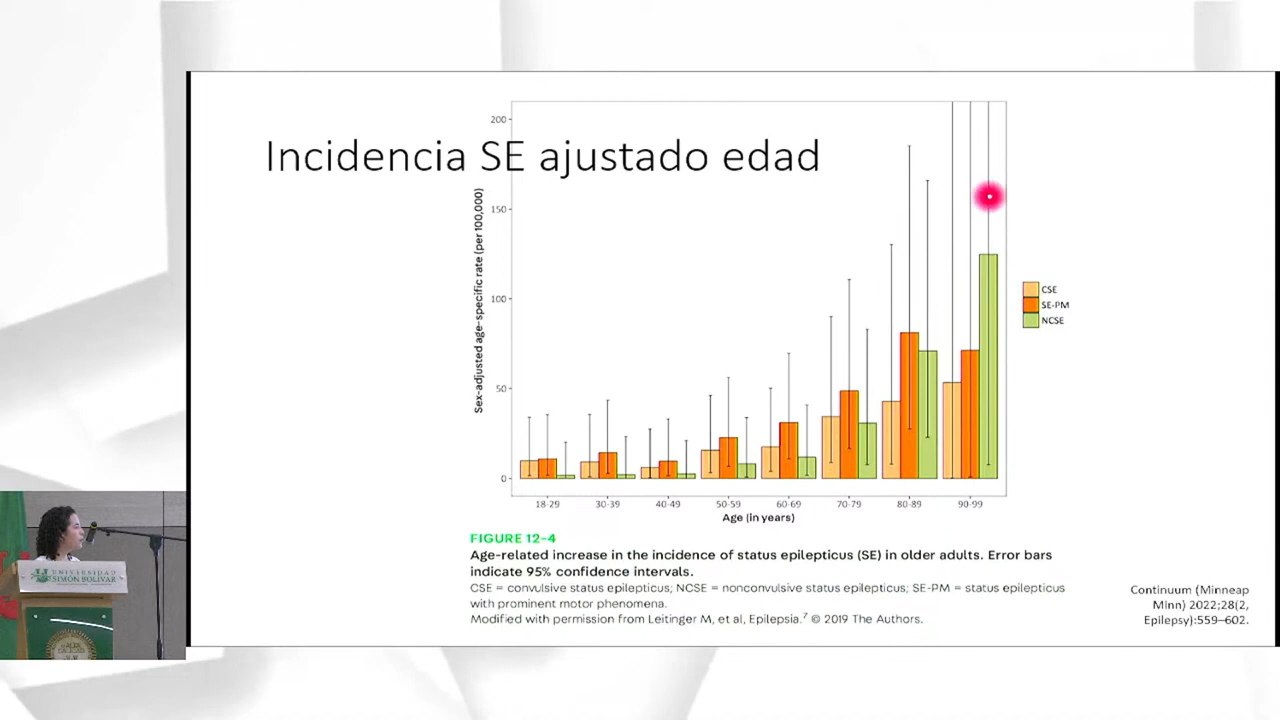 Incidencia SE ajustado edad
200
150
100
50
0
Sex-adjusted age-specific rate (per 100,000)
18-29 30-39 40-49 50-59 60-69 70-79 80-89 90-99
Age (in years)
CSE
SE-PM
NCSE
FIGURE 12-4
Age-related increase in the incidence of status epilepticus (SE) in older adults. Error bars
indicate 95% confidence intervals.
CSE = convulsive status epilepticus; NCSE = nonconvulsive status epilepticus; SE-PM = status epilepticus
with prominent motor phenomena.
Modified with permission from Leitinger M, et al, Epilepsia.⁷ © 2019 The Authors.
Continuum (Minneap
Minn) 2022;28(2,
Epilepsy):559–602.
UNIVERSIDAD
SIMÓN BOLÍVAR